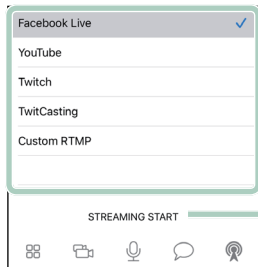 Facebook Live
YouTube
Twitch
TwitCasting
Custom RTMP
STREAMING START